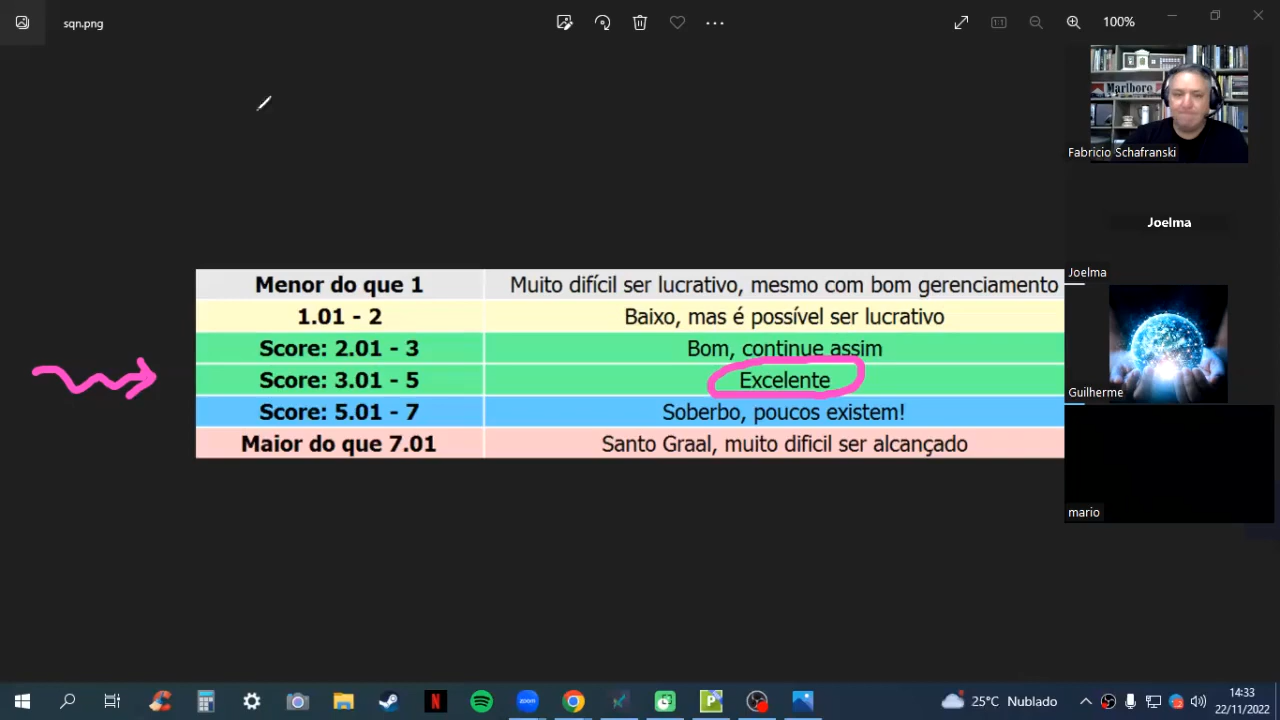 sqn.png
100%
Marlboro
Fabricio Schafranski
Joelma
Joelma
Guilherme
mario
Menor do que 1 Muito difícil ser lucrativo, mesmo com bom gerenciamento
1.01 - 2 Baixo, mas é possível ser lucrativo
Score: 2.01 - 3 Bom, continue assim
Score: 3.01 - 5 Excelente
Score: 5.01 - 7 Soberbo, poucos existem!
Maior do que 7.01 Santo Graal, muito dificil ser alcançado
zoom
25°C Nublado
14:33
22/11/2022